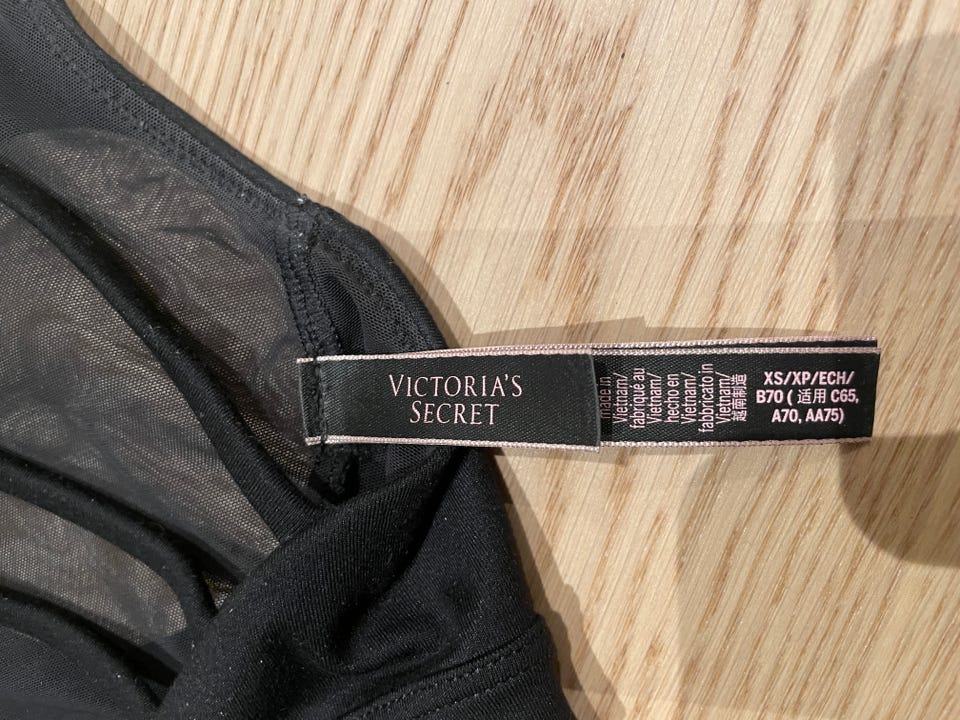 VICTORIA'S
SECRET
made in
Vietnam/
fabriqué au
Vietnam/
hecho en
Vietnam/
fabbricato in
Vietnam/
越南制造
XS/XP/ECH/
B70 ( 适用 C65,
A70, AA75)